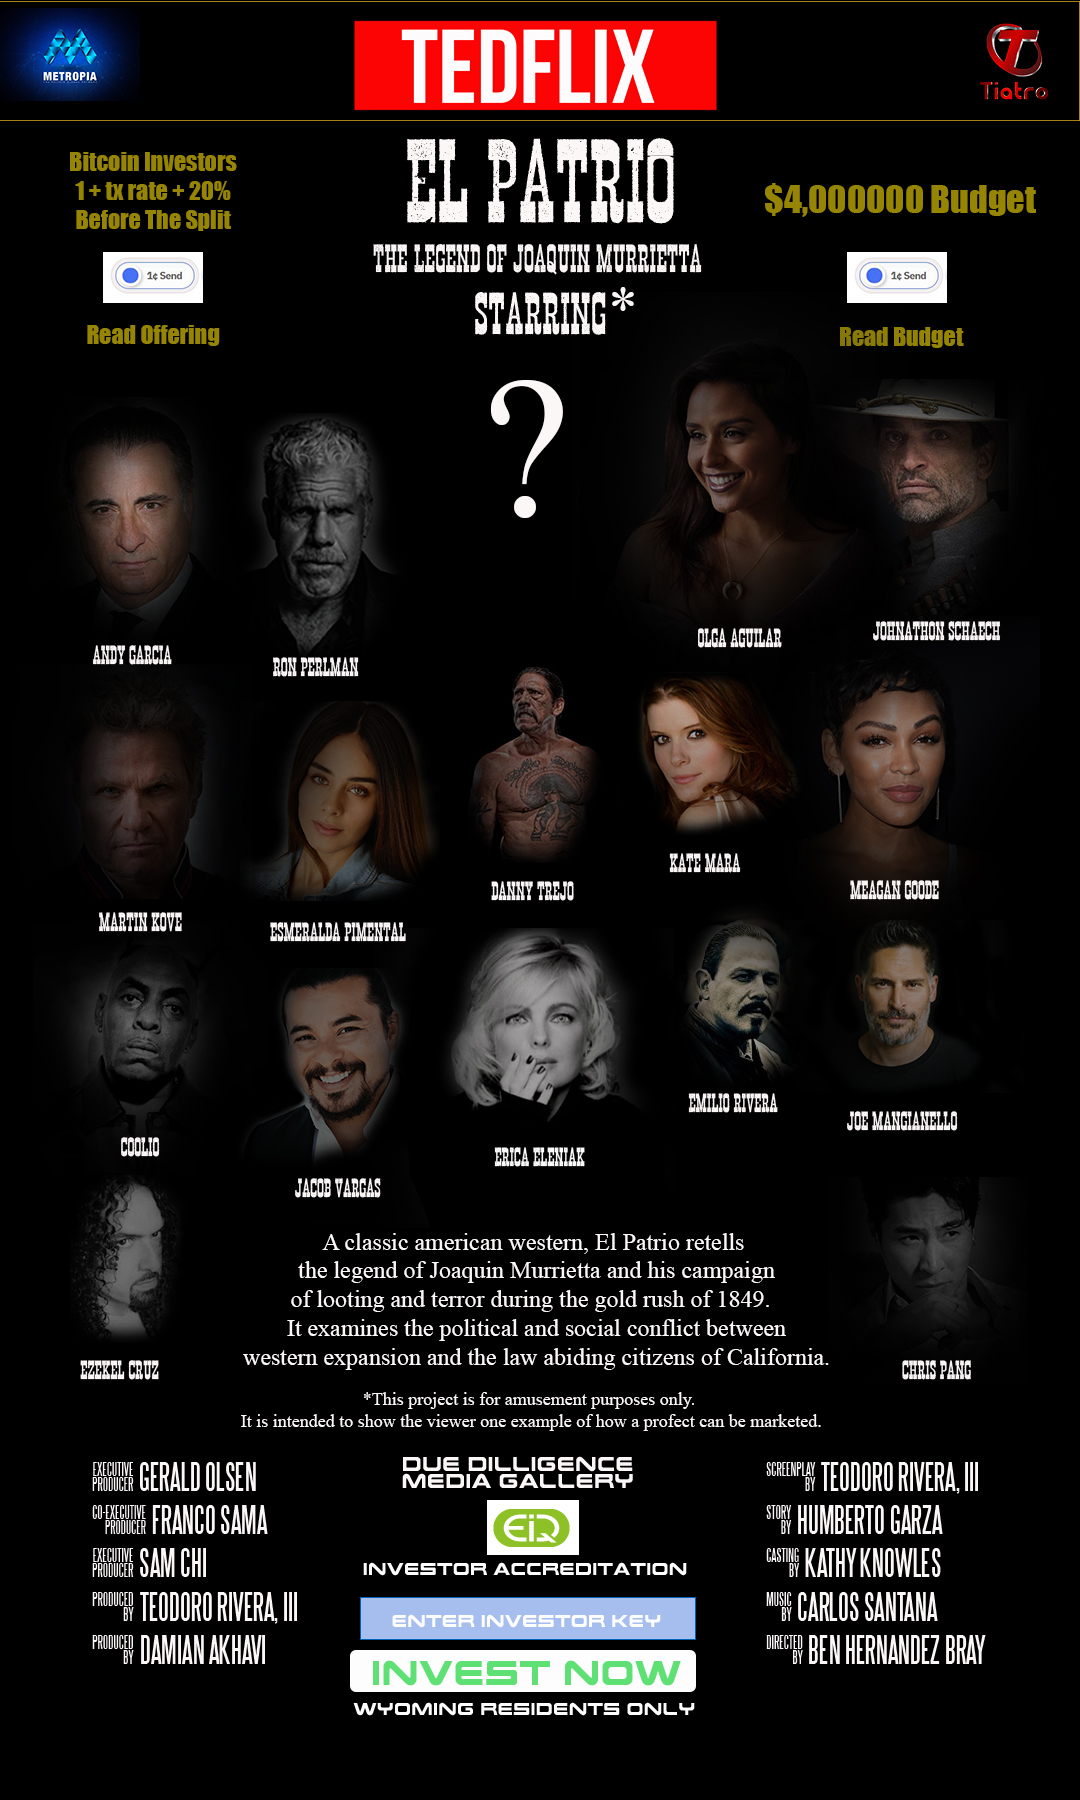 METROPIA
TEDFLIX
Tiatro
Bitcoin Investors
1 + tx rate + 20%
Before The Split
1¢ Send
Read Offering
EL PATRIO
THE LEGEND OF JOAQUIN MURRIETTA
STARRING*
$4,000000 Budget
1¢ Send
Read Budget
?
ANDY GARCIA
RON PERLMAN
OLGA AGUILAR
JOHNATHON SCHAECH
MARTIN KOVE
ESMERALDA PIMENTAL
DANNY TREJO
KATE MARA
MEAGAN GOODE
COOLIO
JACOB VARGAS
ERICA ELENIAK
EMILIO RIVERA
JOE MANGIANELLO
EZEKEL CRUZ
CHRIS PANG
A classic american western, El Patrio retells
the legend of Joaquin Murrietta and his campaign
of looting and terror during the gold rush of 1849.
It examines the political and social conflict between
western expansion and the law abiding citizens of California.
*This project is for amusement purposes only.
It is intended to show the viewer one example of how a profect can be marketed.
EXECUTIVE PRODUCER GERALD OLSEN
CO-EXECUTIVE PRODUCER FRANCO SAMA
EXECUTIVE PRODUCER SAM CHI
PRODUCED BY TEODORO RIVERA, III
PRODUCED BY DAMIAN AKHAVI
DUE DILLIGENCE
MEDIA GALLERY
EIQ
INVESTOR ACCREDITATION
ENTER INVESTOR KEY
INVEST NOW
WYOMING RESIDENTS ONLY
SCREENPLAY BY TEODORO RIVERA, III
STORY BY HUMBERTO GARZA
CASTING BY KATHY KNOWLES
MUSIC BY CARLOS SANTANA
DIRECTED BY BEN HERNANDEZ BRAY